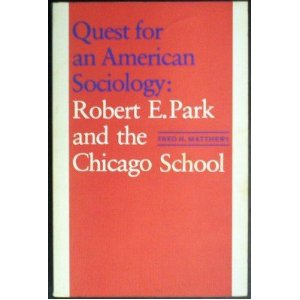 Quest for
an American
Sociology:
Robert E. Park
and the
FRED H. MATTHEWS
Chicago School